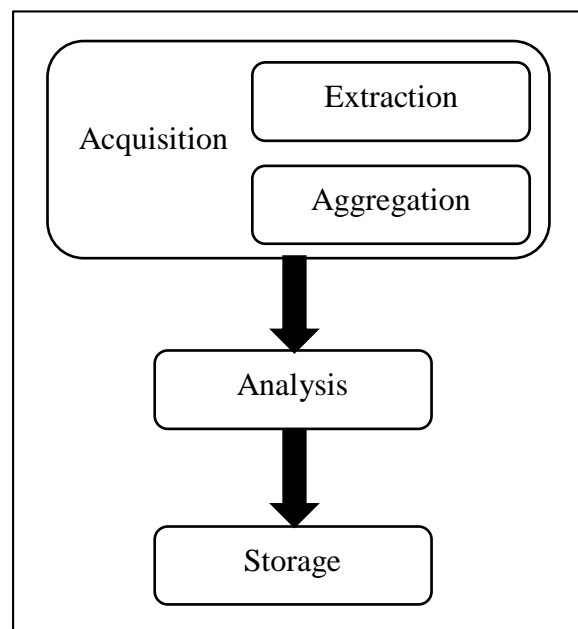 Extraction
Acquisition
Aggregation
Analysis
Storage